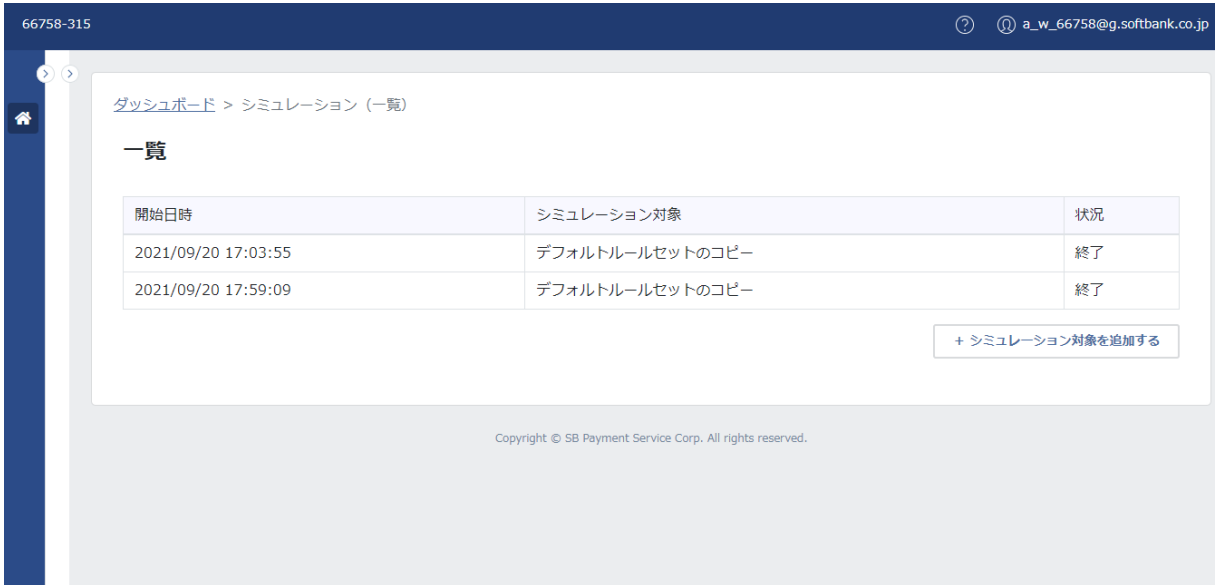 66758-315
a_w_66758@g.softbank.co.jp
ダッシュボード > シミュレーション（一覧）
一覧
開始日時 シミュレーション対象 状況
2021/09/20 17:03:55 デフォルトルールセットのコピー 終了
2021/09/20 17:59:09 デフォルトルールセットのコピー 終了
+ シミュレーション対象を追加する
Copyright © SB Payment Service Corp. All rights reserved.